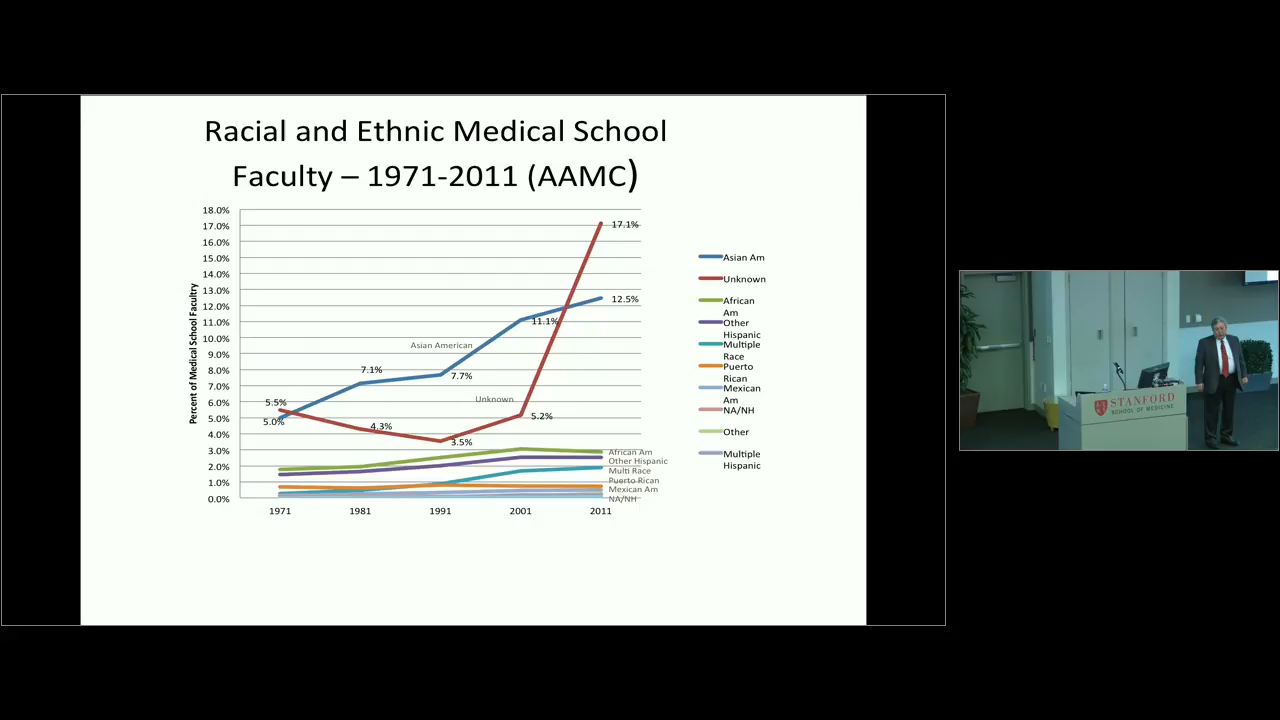 Racial and Ethnic Medical School
Faculty – 1971-2011 (AAMC)
Percent of Medical School Facultry
18.0%
17.0%
16.0%
15.0%
14.0%
13.0%
12.0%
11.0%
10.0%
9.0%
8.0%
7.0%
6.0%
5.0%
4.0%
3.0%
2.0%
1.0%
0.0%
1971
1981
1991
2001
2011
17.1%
12.5%
11.1%
Asian American
7.1%
7.7%
Unknown
5.5%
5.0%
4.3%
3.5%
5.2%
African Am
Other Hispanic
Multi Race
Puerto Rican
Mexican Am
NA/NH
Asian Am
Unknown
African
Am
Other
Hispanic
Multiple
Race
Puerto
Rican
Mexican
Am
NA/NH
Other
Multiple
Hispanic
STANFORD
SCHOOL OF MEDICINE